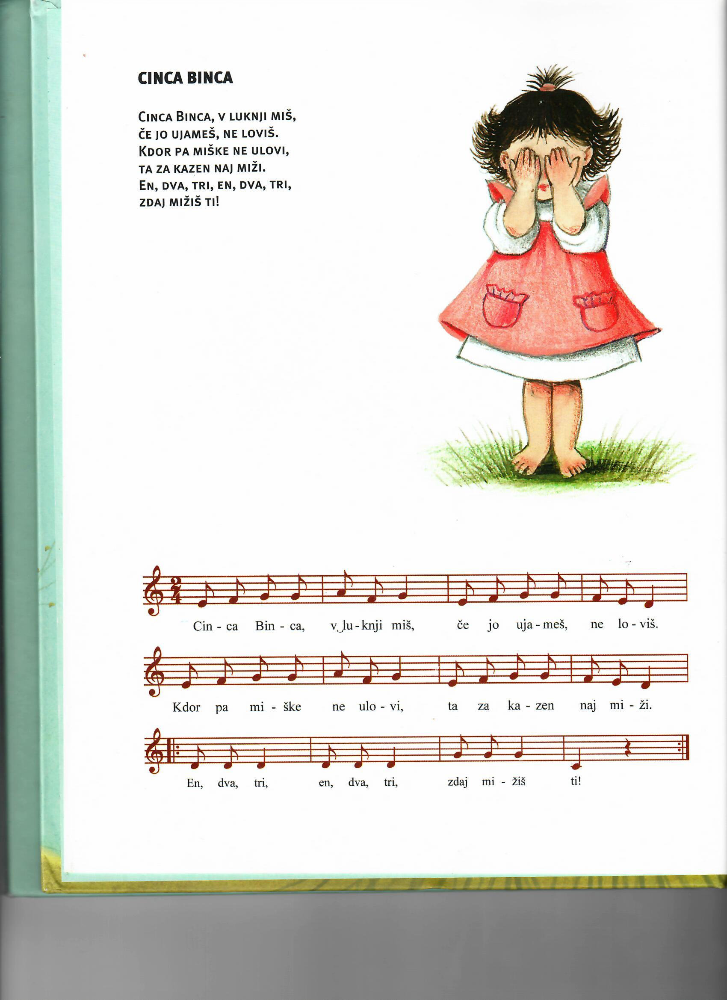 CINCA BINCA
CINCA BINCA, V LUKNJI MIŠ,
ČE JO UJAMEŠ, NE LOVIŠ.
KDOR PA MIŠKE NE ULOVI,
TA ZA KAZEN NAJ MIŽI.
EN, DVA, TRI, EN, DVA, TRI,
ZDAJ MIŽIŠ TI!
2
4
Cin - ca Bin - ca, v‿lu - knji miš, če jo uja - meš, ne lo - viš.
Kdor pa mi - ške ne ulo - vi, ta za ka - zen naj mi - ži.
En, dva, tri, en, dva, tri, zdaj mi - žiš ti!